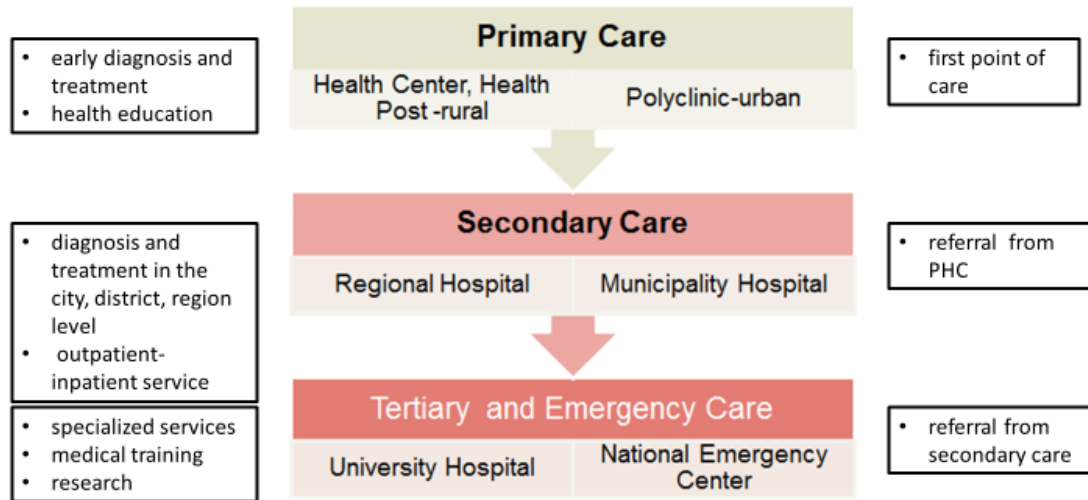 Primary Care
• early diagnosis and
treatment
• health education
Health Center, Health
Post -rural
Polyclinic-urban
• first point of
care
Secondary Care
• diagnosis and
treatment in the
city, district, region
level
• outpatient-
inpatient service
Regional Hospital
Municipality Hospital
• referral from
PHC
Tertiary and Emergency Care
• specialized services
• medical training
• research
University Hospital
National Emergency
Center
• referral from
secondary care